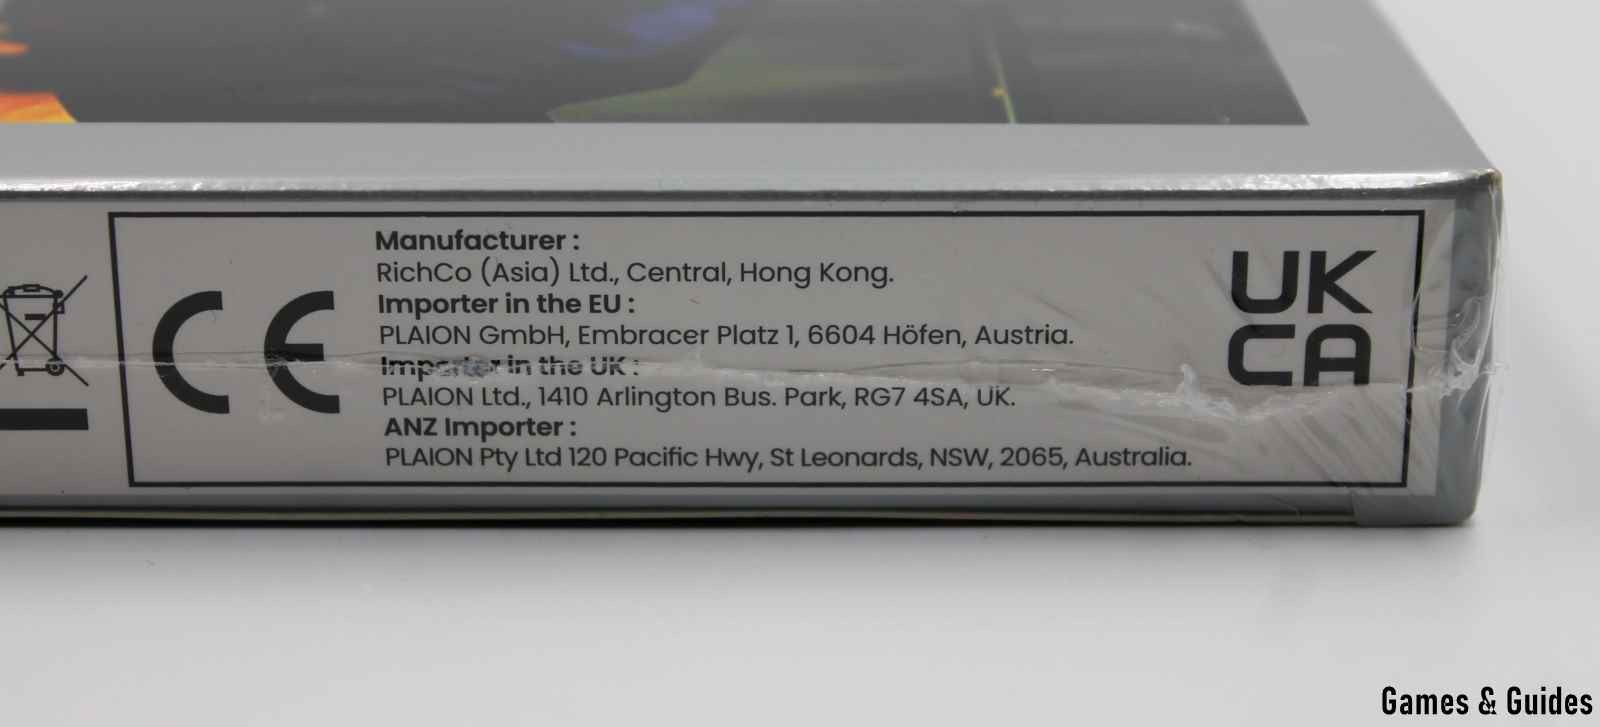 Manufacturer :
RichCo (Asia) Ltd., Central, Hong Kong.
Importer in the EU :
PLAION GmbH, Embracer Platz 1, 6604 Höfen, Austria.
Importer in the UK :
PLAION Ltd., 1410 Arlington Bus. Park, RG7 4SA, UK.
ANZ Importer :
PLAION Pty Ltd 120 Pacific Hwy, St Leonards, NSW, 2065, Australia.
CE
UK
CA
Games & Guides